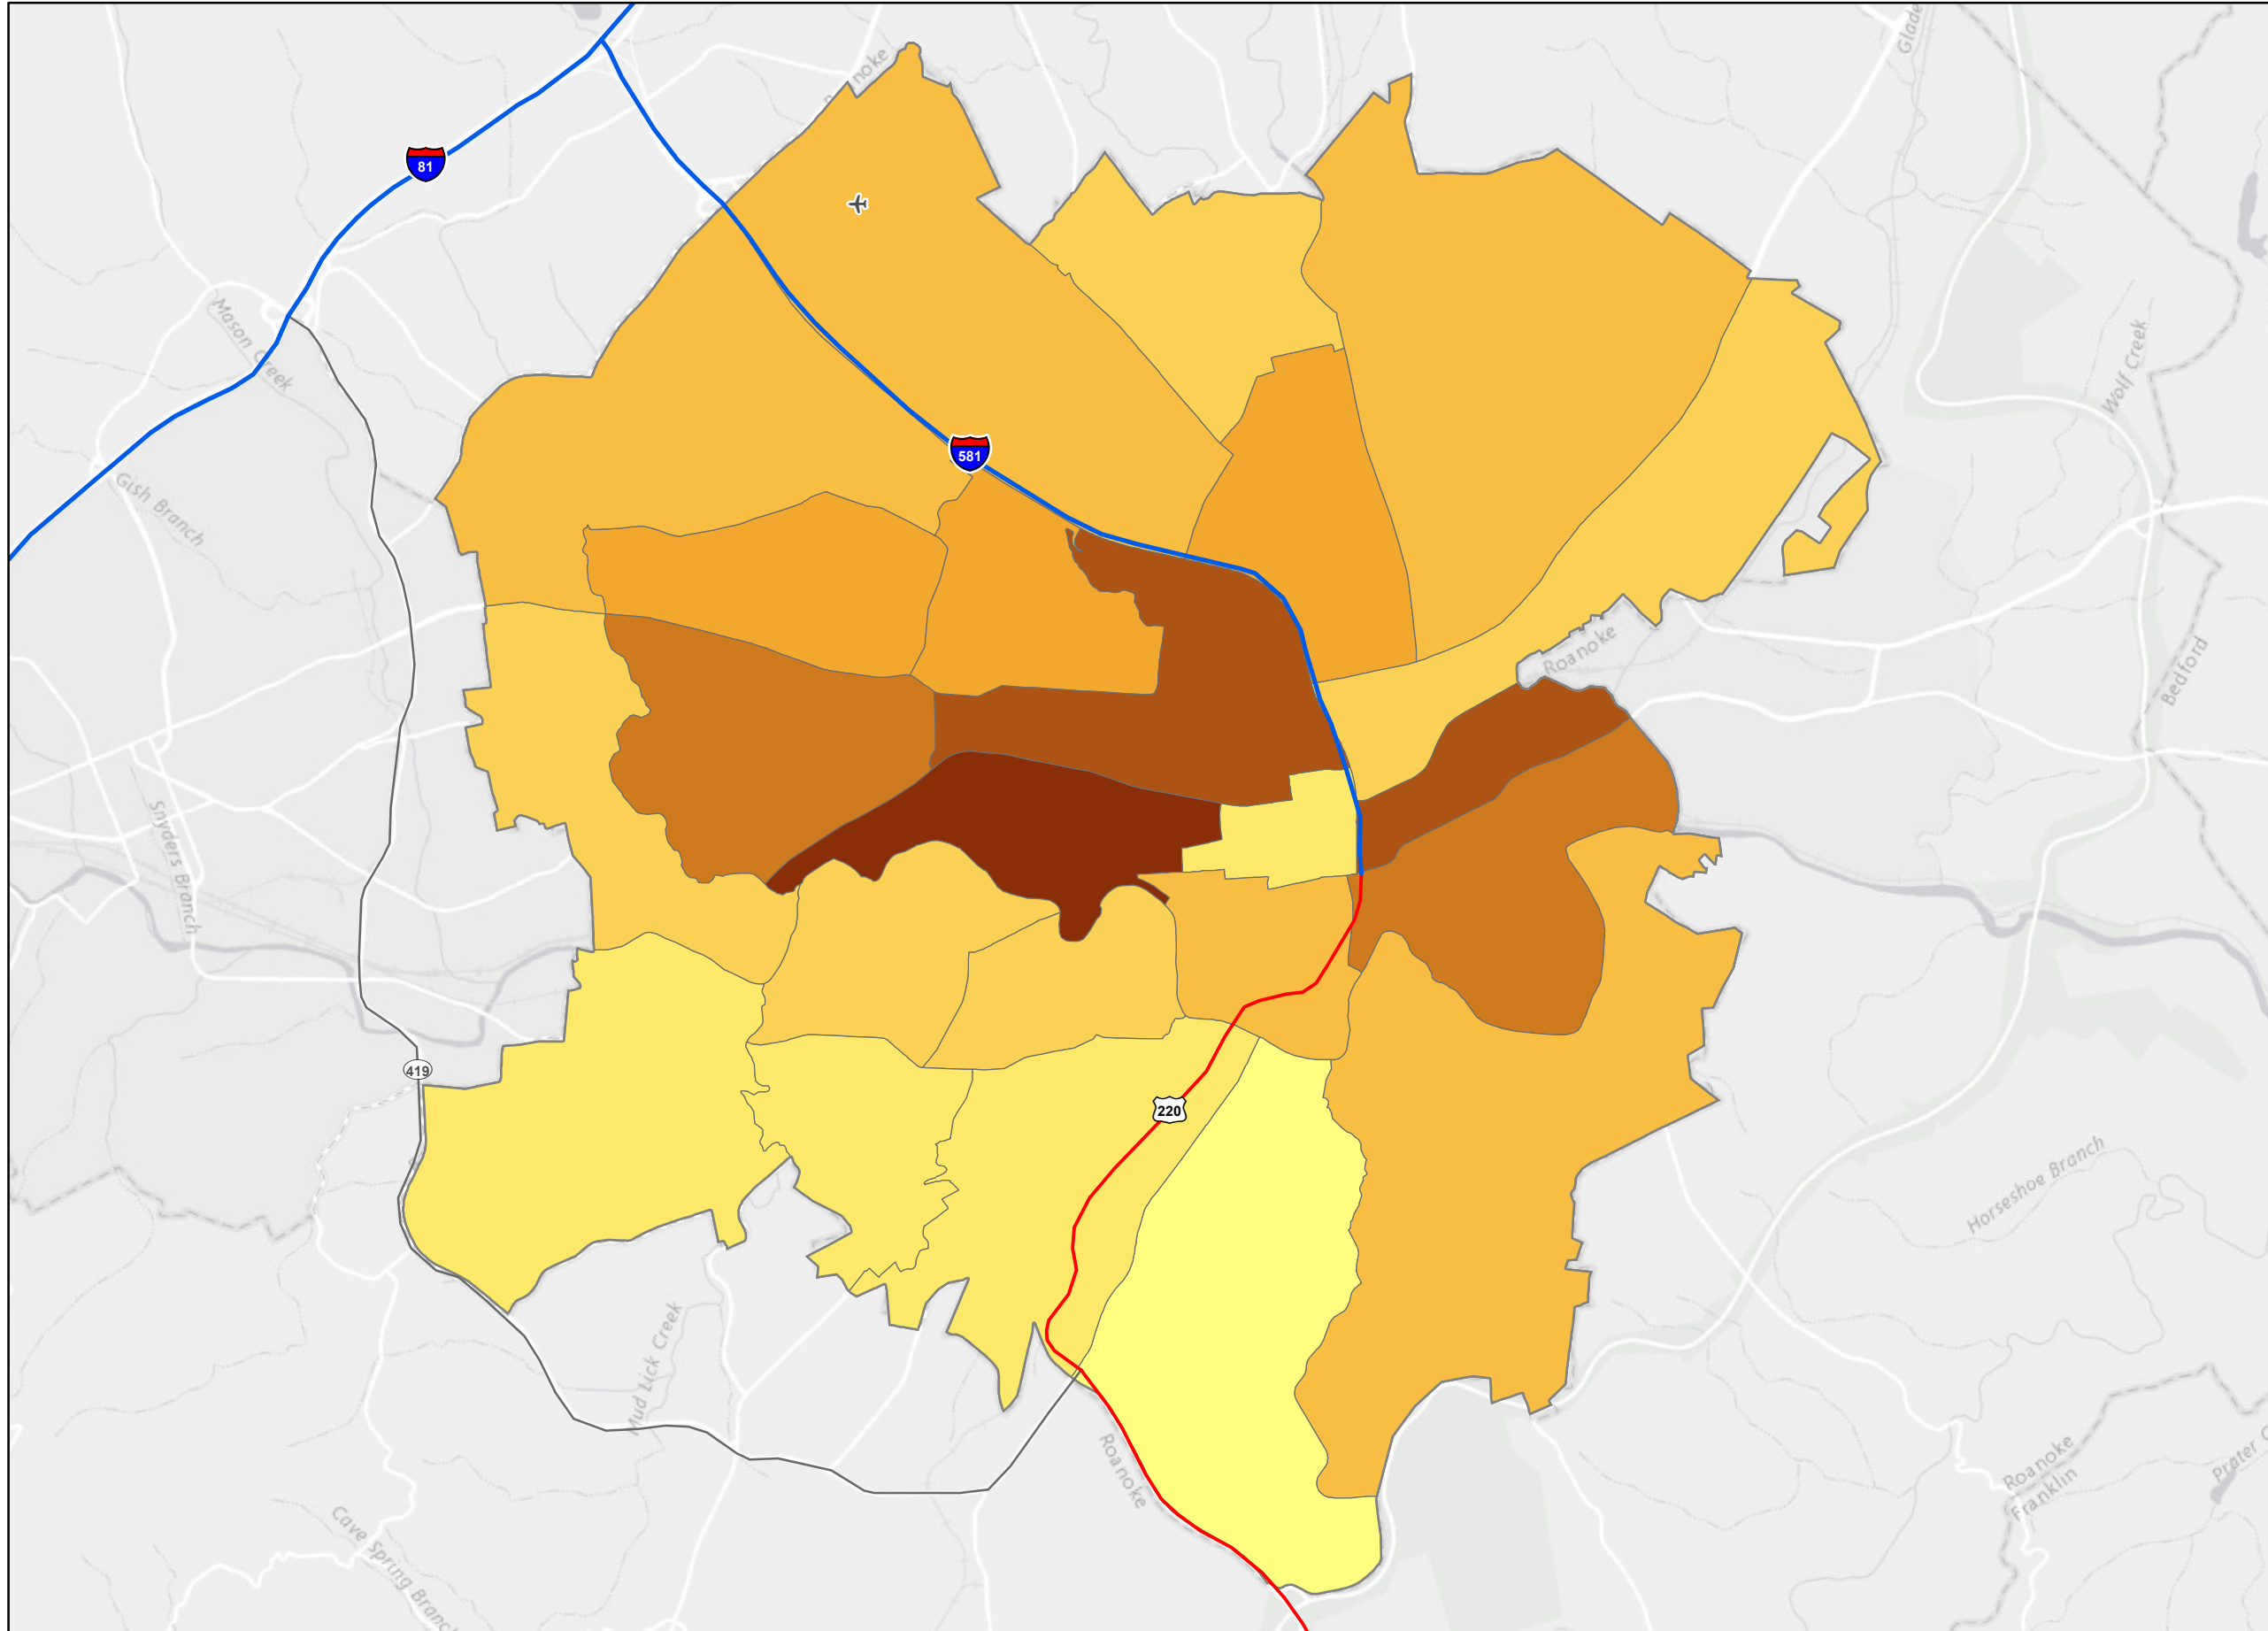 Glade
81
Mason Creek
Wolf Creek
581
Gish Branch
Roanoke
Bedford
Snyders Branch
419
220
Horseshoe Branch
Mud Lick Creek
Roanoke
Roanoke
Franklin
Cave Spring Branch